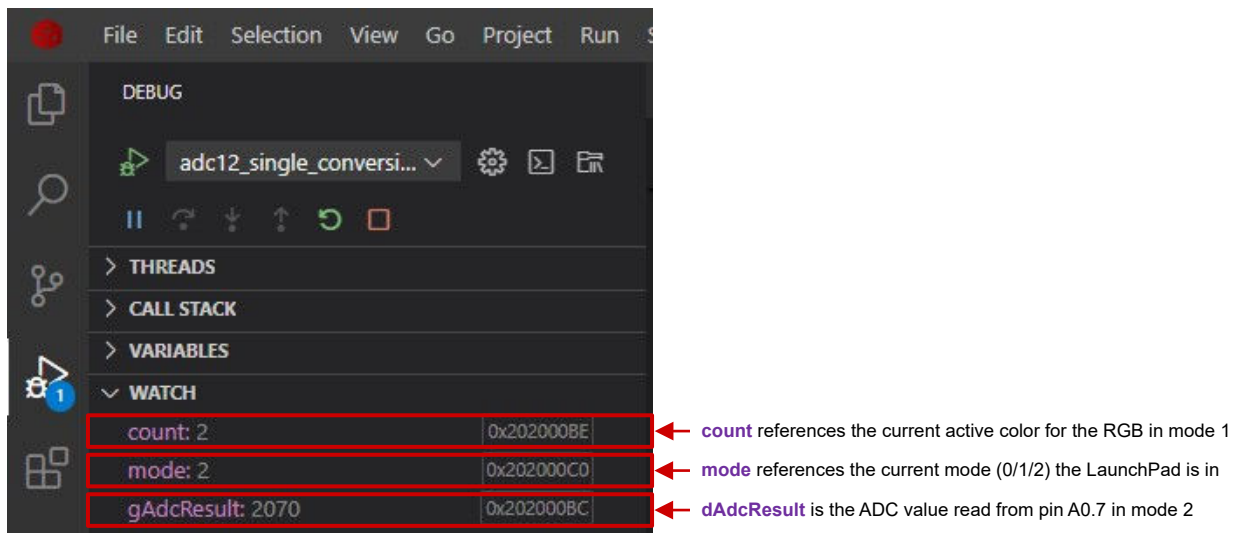 File Edit Selection View Go Project Run
DEBUG
adc12_single_conversi...
THREADS
CALL STACK
VARIABLES
1
WATCH
count: 2 0x202000BE
count references the current active color for the RGB in mode 1
mode: 2 0x202000C0
mode references the current mode (0/1/2) the LaunchPad is in
gAdcResult: 2070 0x202000BC
dAdcResult is the ADC value read from pin A0.7 in mode 2